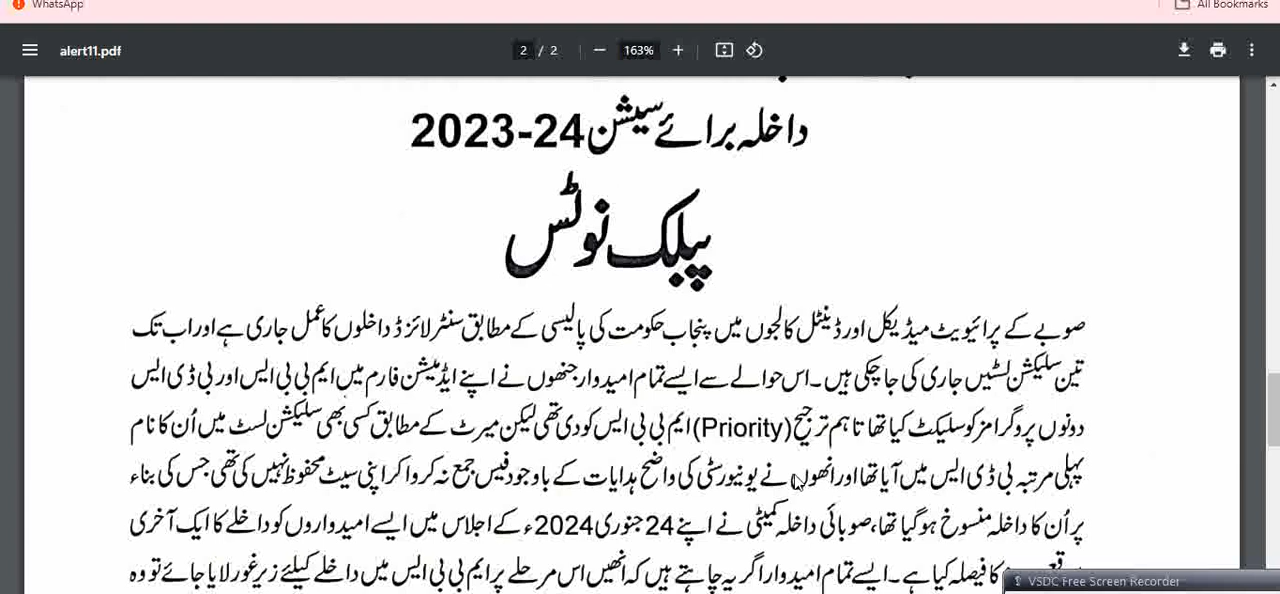 WhatsApp
All Bookmarks
alert11.pdf
2 / 2
163%
داخلہ برائے سیشن 2023-24
پبلک نوٹس
صوبے کے پرائیویٹ میڈیکل اور ڈینٹل کالجوں میں پنجاب حکومت کی پالیسی کے مطابق سنٹرلائزڈ داخلوں کا عمل جاری ہے اور اب تک
تین سلیکشن لسٹیں جاری کی جا چکی ہیں۔ اس حوالے سے ایسے تمام امیدوار جنھوں نے اپنے ایڈمیشن فارم میں ایم بی بی ایس اور بی ڈی ایس
دونوں پروگرامز کو سلیکٹ کیا تھا تاہم ترجیح (Priority) ایم بی بی ایس کو دی تھی لیکن میرٹ کے مطابق کسی بھی سلیکشن لسٹ میں اُن کا نام
پہلی مرتبہ بی ڈی ایس میں آیا تھا اور انھوں نے یونیورسٹی کی واضح ہدایات کے باوجود فیس جمع نہ کروا کر اپنی سیٹ محفوظ نہیں کی تھی جس کی بناء
پر اُن کا داخلہ منسوخ ہوگیا تھا، صوبائی داخلہ کمیٹی نے اپنے 24 جنوری 2024ء کے اجلاس میں ایسے امیدواروں کو داخلے کا ایک آخری
کا فیصلہ کیا ہے۔ ایسے تمام امیدوار اگر یہ چاہتے ہیں کہ انھیں اس مرحلے پر ایم بی بی ایس میں داخلے کیلئے زیر غور لایا جائے تو وہ
VSDC Free Screen Recorder